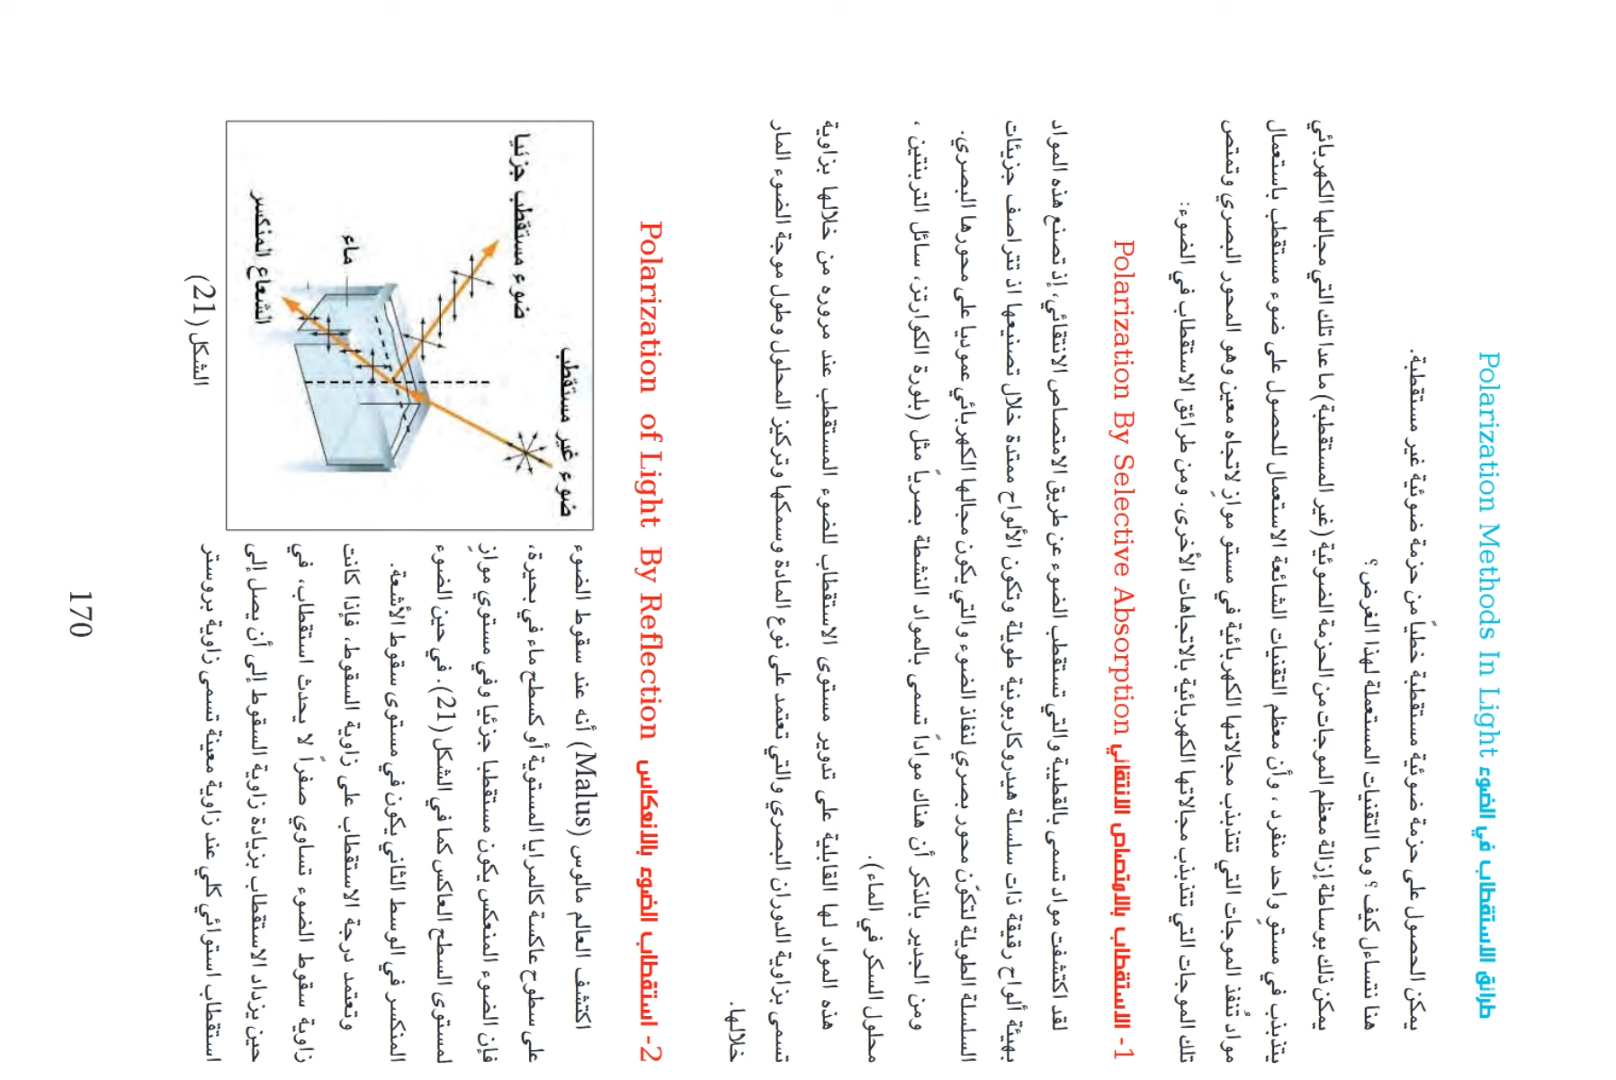 طرائق الاستقطاب في الضوء Polarization Methods In Light
يمكن الحصول على حزمة ضوئية مستقطبة خطياً من حزمة ضوئية غير مستقطبة.
هنا نتساءل كيف؟ وما التقنيات المستعملة لهذا الغرض؟
يمكن ذلك بوساطة إزالة معظم الموجات من الحزمة الضوئية (غير المستقطبة) ما عدا تلك التي مجالها الكهربائي
يتذبذب في مستوٍ واحد منفرد، وأن معظم التقنيات الشائعة الاستعمال للحصول على ضوء مستقطب باستعمال
موادٌ تُنفذ الموجات التي تتذبذب مجالاتها الكهربائية في مستو موازٍ لاتجاه معين وهو المحور البصري وتمتص
تلك الموجات التي تتذبذب مجالاتها الكهربائية بالاتجاهات الأخرى. ومن طرائق الاستقطاب في الضوء:
1- الاستقطاب بالامتصاص الانتقائي Polarization By Selective Absorption
لقد اكتشفت مواد تسمى بالقطيبة والتي تستقطب الضوء عن طريق الامتصاص الانتقائي، إذ تصنع هذه المواد
بهيئة ألواح رقيقة ذات سلسلة هيدروكاربونية طويلة وتكون الألواح ممتدة خلال تصنيعها اذ تتراصف جزيئات
السلسلة الطويلة لتكوّن محور بصري لنفاذ الضوء والتي يكون مجالها الكهربائي عموديا على محورها البصري.
ومن الجدير بالذكر أن هناك مواداً تسمى بالمواد النشطة بصرياً مثل (بلورة الكوارتز، سائل التربنتين،
محلول السكر في الماء).
هذه المواد لها القابلية على تدوير مستوى الاستقطاب للضوء المستقطب عند مروره من خلالها بزاوية
تسمى بزاوية الدوران البصري والتي تعتمد على نوع المادة وسمكها وتركيز المحلول وطول موجة الضوء المار
خلالها.
2- استقطاب الضوء بالانعكاس Polarization of Light By Reflection
اكتشف العالم مالوس (Malus) أنه عند سقوط الضوء
على سطوح عاكسة كالمرايا المستوية أو كسطح ماء في بحيرة،
فإن الضوء المنعكس يكون مستقطبا جزئيا وفي مستوي موازٍ
لمستوى السطح العاكس كما في الشكل (21). في حين الضوء
المنكسر في الوسط الثاني يكون في مستوى سقوط الأشعة.
وتعتمد درجة الاستقطاب على زاوية السقوط، فإذا كانت
زاوية سقوط الضوء تساوي صفراً لا يحدث استقطاب، في
حين يزداد الاستقطاب بزيادة زاوية السقوط إلى أن يصل إلى
استقطاب استوائي كلي عند زاوية معينة تسمى زاوية بروستر
ضوء غير مستقطب
ضوء مستقطب جزئيا
ماء
الشعاع المنكسر
الشكل (21)
170